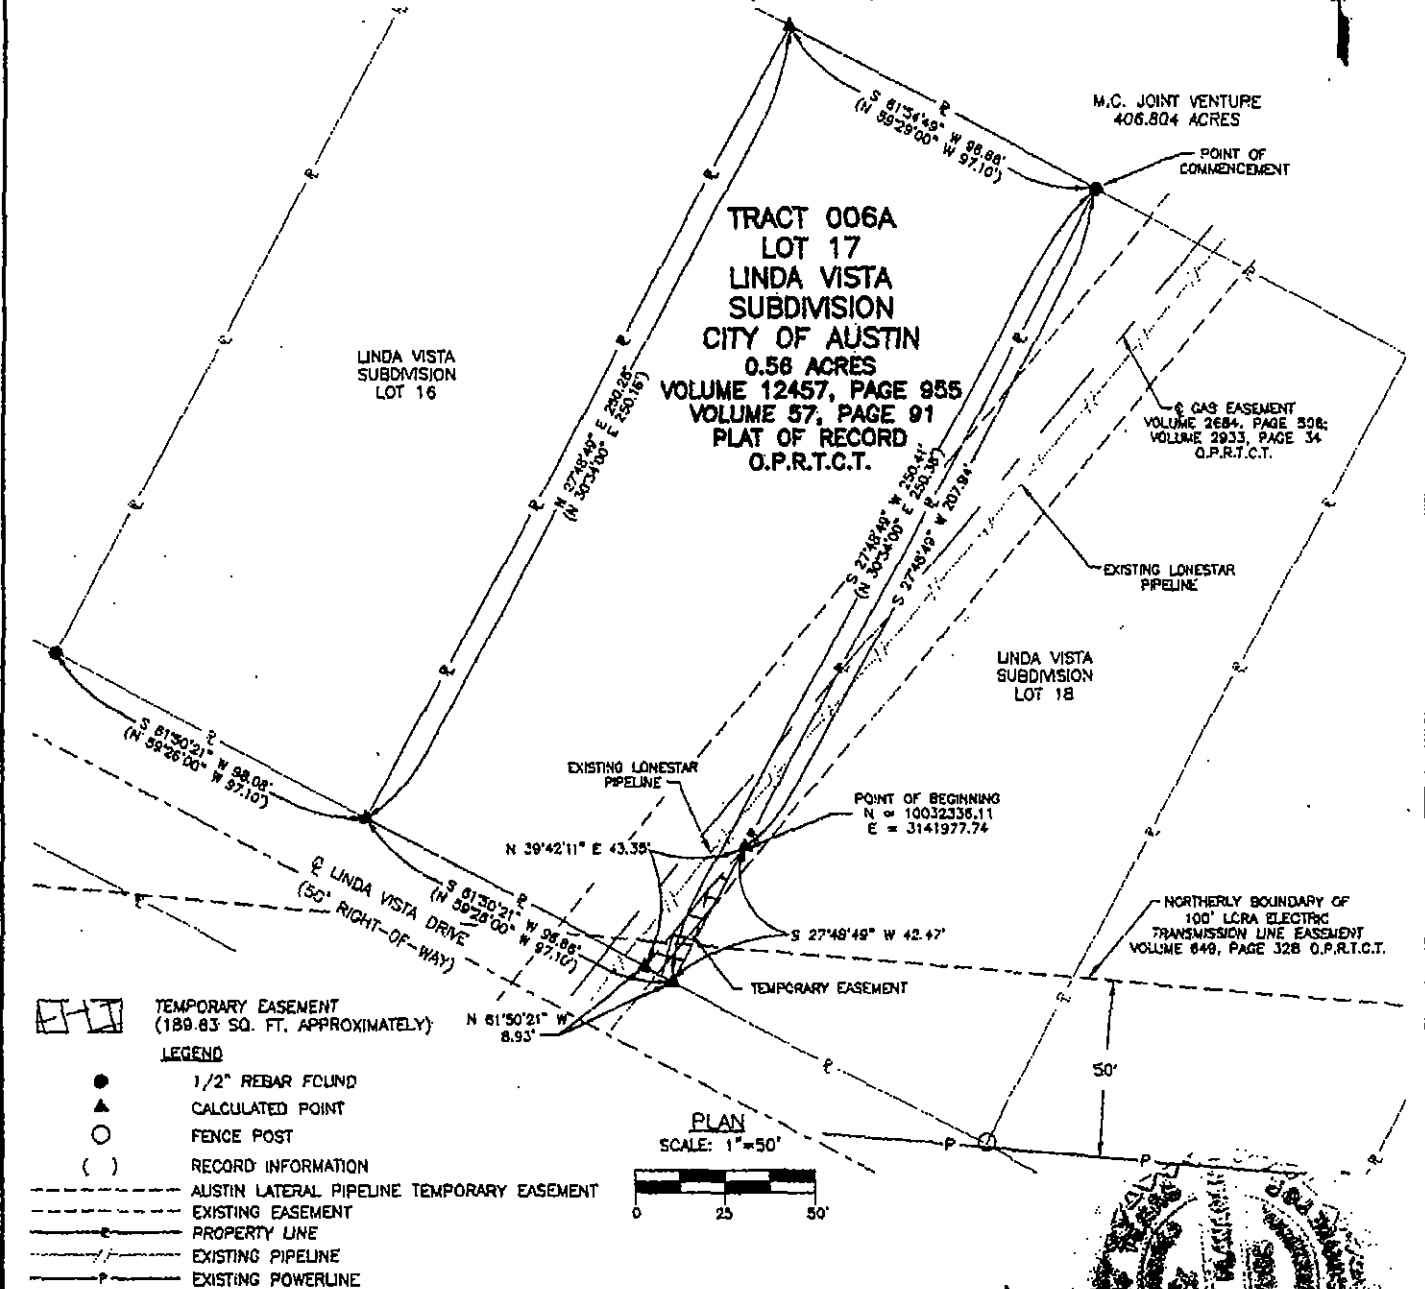 M.C. JOINT VENTURE
406.804 ACRES
POINT OF
COMMENCEMENT
S 61°54'49" W 96.88'
(N 59°29'00" W 97.10')
TRACT 006A
LOT 17
LINDA VISTA
SUBDIVISION
CITY OF AUSTIN
0.56 ACRES
VOLUME 12457, PAGE 955
VOLUME 57, PAGE 91
PLAT OF RECORD
O.P.R.T.C.T.
LINDA VISTA
SUBDIVISION
LOT 16
N 27°48'49" E 250.28'
(N 30°34'00" E 250.16')
S 27°48'49" W 250.41'
(N 30°34'00" E 250.38')
S 27°48'49" W 207.94'
℄ GAS EASEMENT
VOLUME 2684, PAGE 506;
VOLUME 2933, PAGE 34
O.P.R.T.C.T.
EXISTING LONESTAR
PIPELINE
LINDA VISTA
SUBDIVISION
LOT 18
S 61°50'21" W 98.08'
(N 59°26'00" W 97.10')
EXISTING LONESTAR
PIPELINE
POINT OF BEGINNING
N = 10032336.11
E = 3141977.74
N 39°42'11" E 43.35'
℄ LINDA VISTA DRIVE
(50' RIGHT-OF-WAY)
S 61°50'21" W 96.86'
(N 59°26'00" W 97.10')
S 27°48'49" W 42.47'
NORTHERLY BOUNDARY OF
100' LCRA ELECTRIC
TRANSMISSION LINE EASEMENT
VOLUME 649, PAGE 328 O.P.R.T.C.T.
TEMPORARY EASEMENT
N 61°50'21" W
8.93'
50'
TEMPORARY EASEMENT
(189.83 SQ. FT. APPROXIMATELY)
LEGEND
1/2" REBAR FOUND
CALCULATED POINT
FENCE POST
( ) RECORD INFORMATION
AUSTIN LATERAL PIPELINE TEMPORARY EASEMENT
EXISTING EASEMENT
PROPERTY LINE
EXISTING PIPELINE
P EXISTING POWERLINE
PLAN
SCALE: 1"=50'
0 25 50'